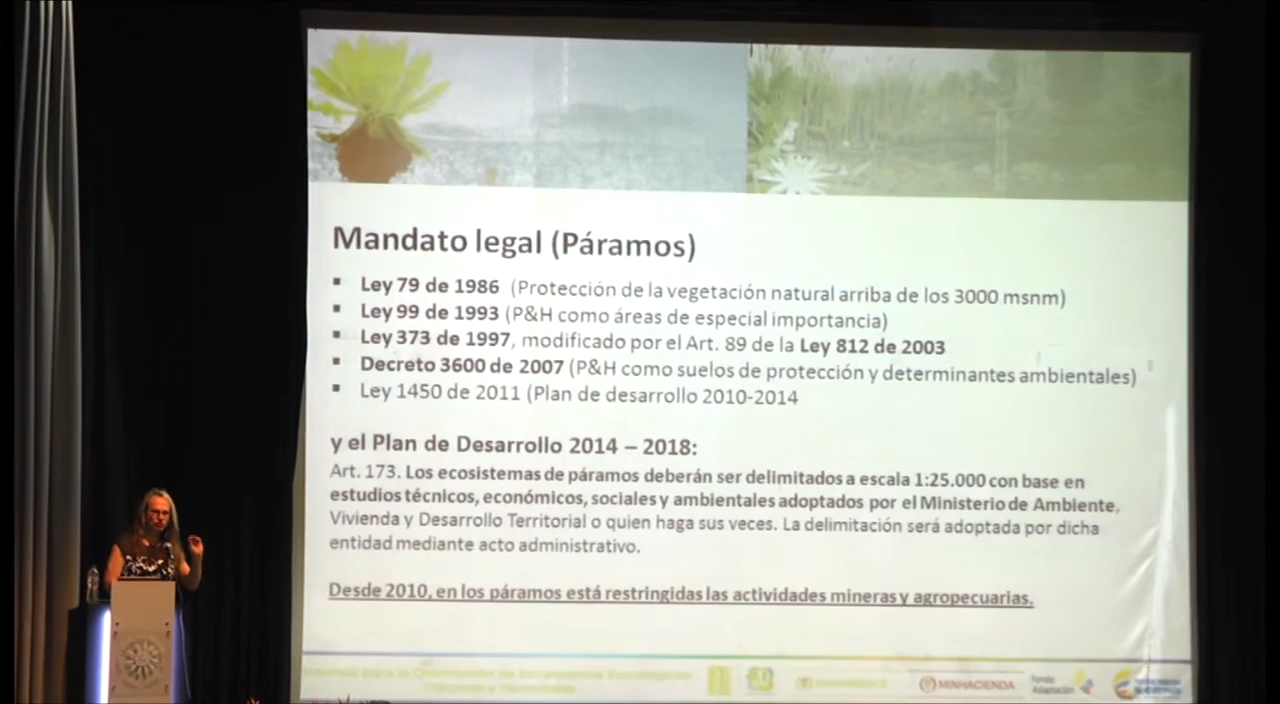 Mandato legal (Páramos)
▪ Ley 79 de 1986 (Protección de la vegetación natural arriba de los 3000 msnm)
▪ Ley 99 de 1993 (P&H como áreas de especial importancia)
▪ Ley 373 de 1997, modificado por el Art. 89 de la Ley 812 de 2003
▪ Decreto 3600 de 2007 (P&H como suelos de protección y determinantes ambientales)
▪ Ley 1450 de 2011 (Plan de desarrollo 2010-2014
y el Plan de Desarrollo 2014 – 2018:
Art. 173. Los ecosistemas de páramos deberán ser delimitados a escala 1:25.000 con base en
estudios técnicos, económicos, sociales y ambientales adoptados por el Ministerio de Ambiente,
Vivienda y Desarrollo Territorial o quien haga sus veces. La delimitación será adoptada por dicha
entidad mediante acto administrativo.
Desde 2010, en los páramos está restringidas las actividades mineras y agropecuarias.
MINHACIENDA
Fondo
Adaptación